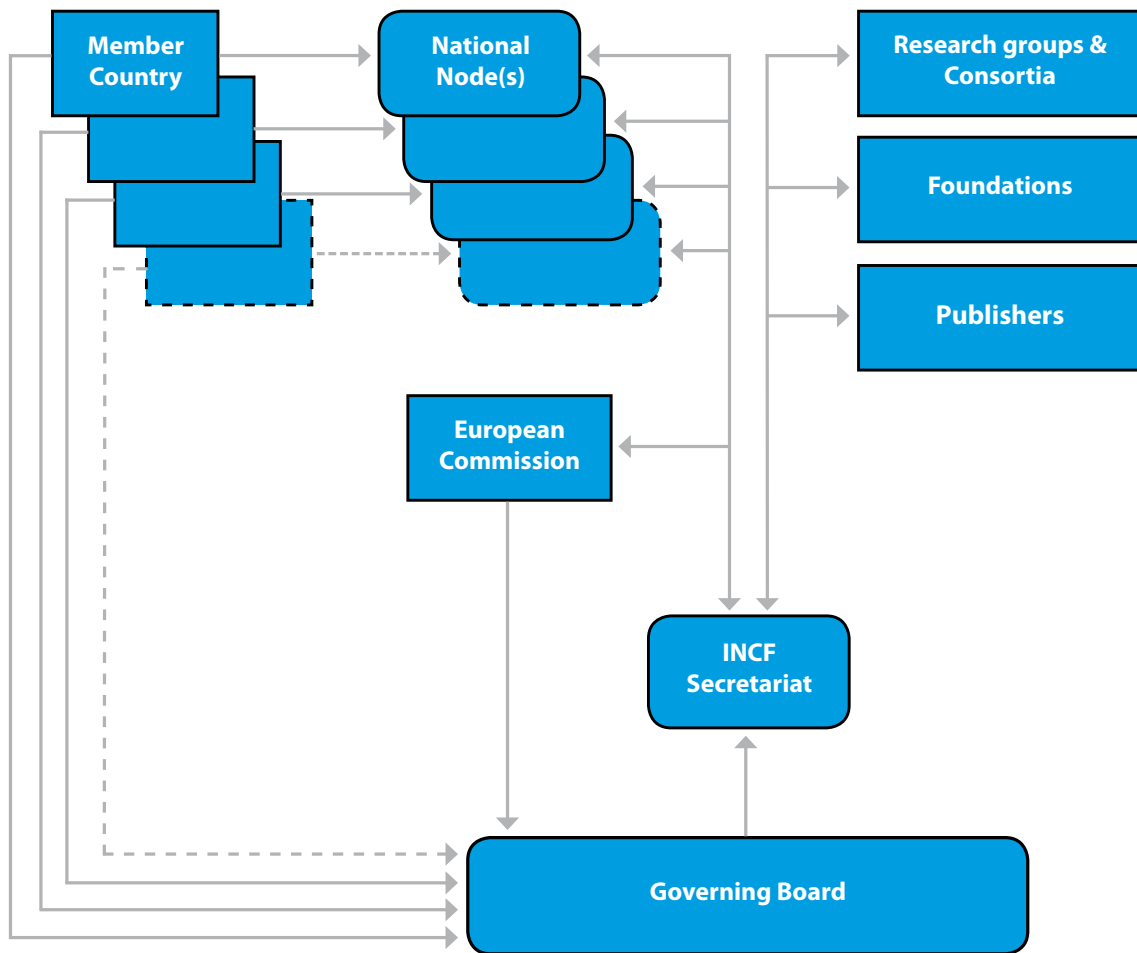 Member
Country
National
Node(s)
Research groups &
Consortia
Foundations
Publishers
European
Commission
INCF
Secretariat
Governing Board